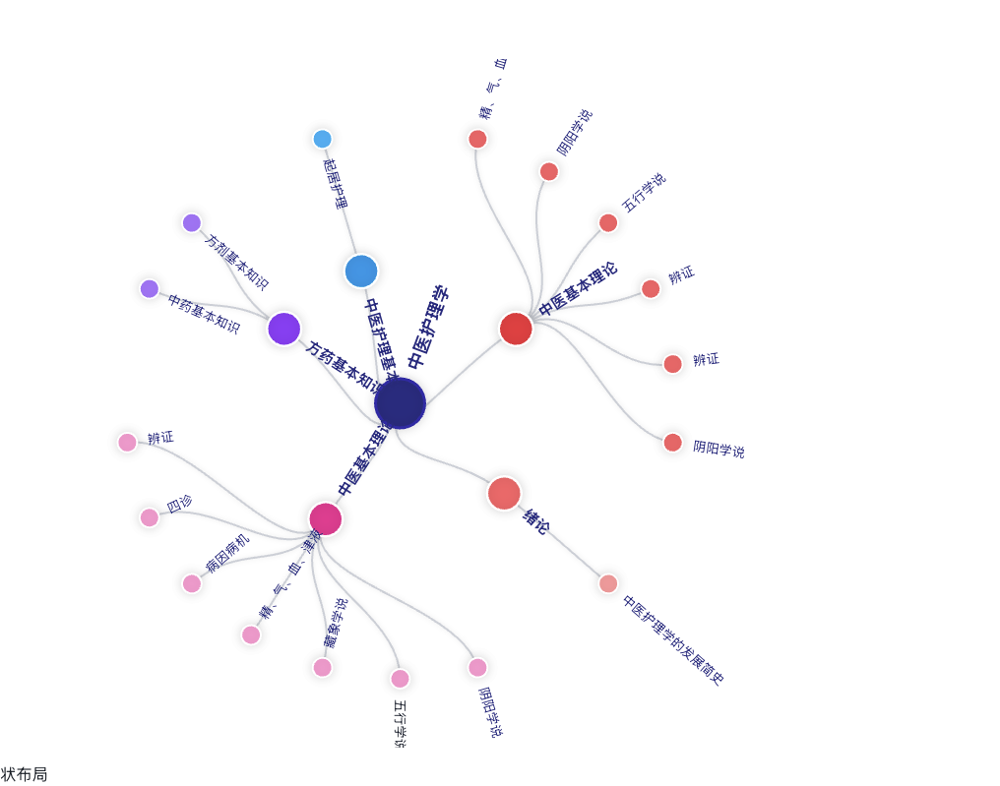 精、气、血
阴阳学说
五行学说
辨证
辨证
阴阳学说
中医基本理论
起居护理
方剂基本知识
中药基本知识
中医护理学
中医护理基本
方药基本知识
中医基本理论
绪论
中医护理学的发展简史
辨证
四诊
病因病机
精、气、血、津液
藏象学说
五行学说
阴阳学说
状布局